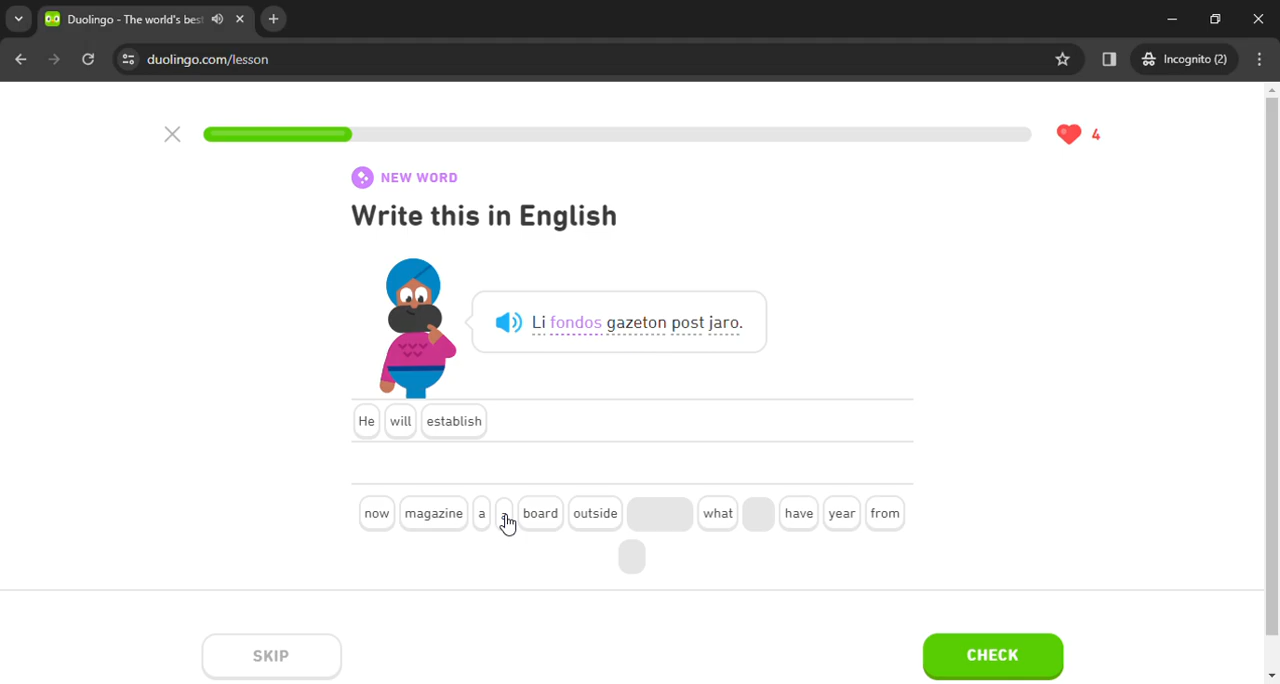 Duolingo - The world's bes
duolingo.com/lesson
Incognito (2)
4
NEW WORD
Write this in English
Li fondos gazeton post jaro.
He will establish
now magazine a board outside what have year from
SKIP
CHECK